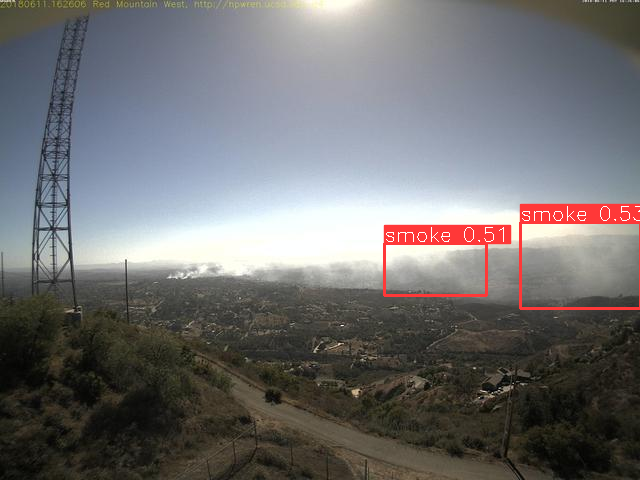 20180611.162606 Red Mountain West, http://hpwren.ucsd.edu
smoke 0.53
smoke 0.51